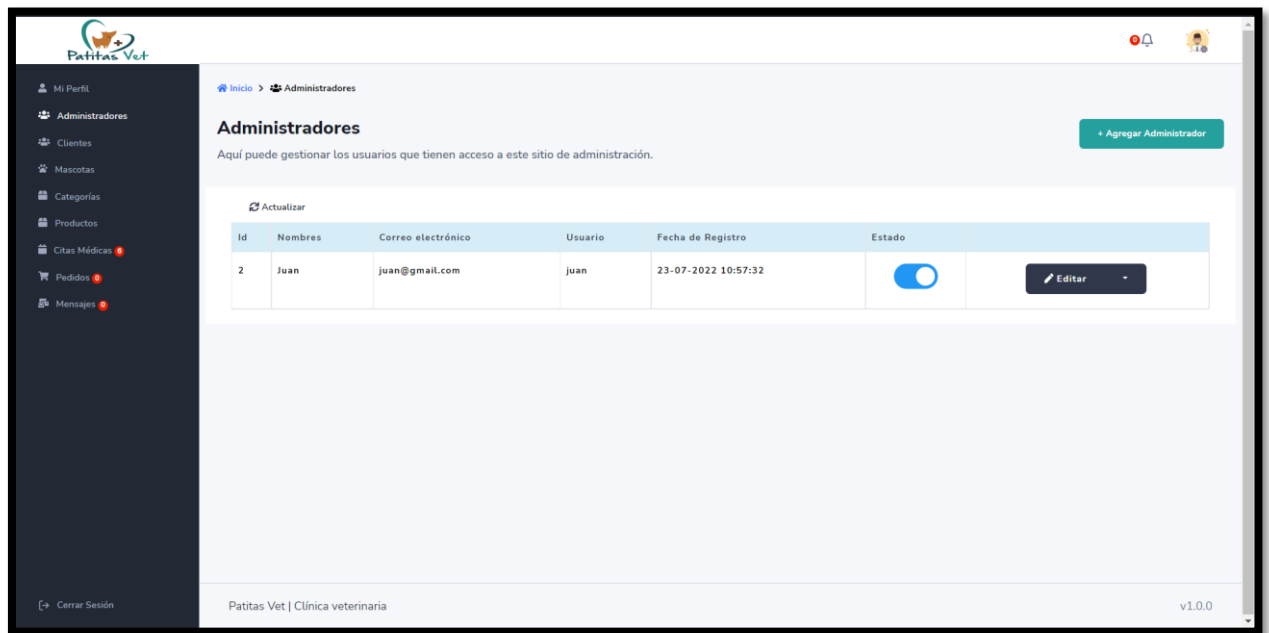 Patitas Vet
0
Mi Perfil
Administradores
Clientes
Mascotas
Categorías
Productos
Citas Médicas 6
Pedidos 0
Mensajes 0
Cerrar Sesión
Inicio > Administradores
Administradores
+ Agregar Administrador
Aquí puede gestionar los usuarios que tienen acceso a este sitio de administración.
Actualizar
Id Nombres Correo electrónico Usuario Fecha de Registro Estado
2 Juan juan@gmail.com juan 23-07-2022 10:57:32 Editar
Patitas Vet | Clínica veterinaria v1.0.0